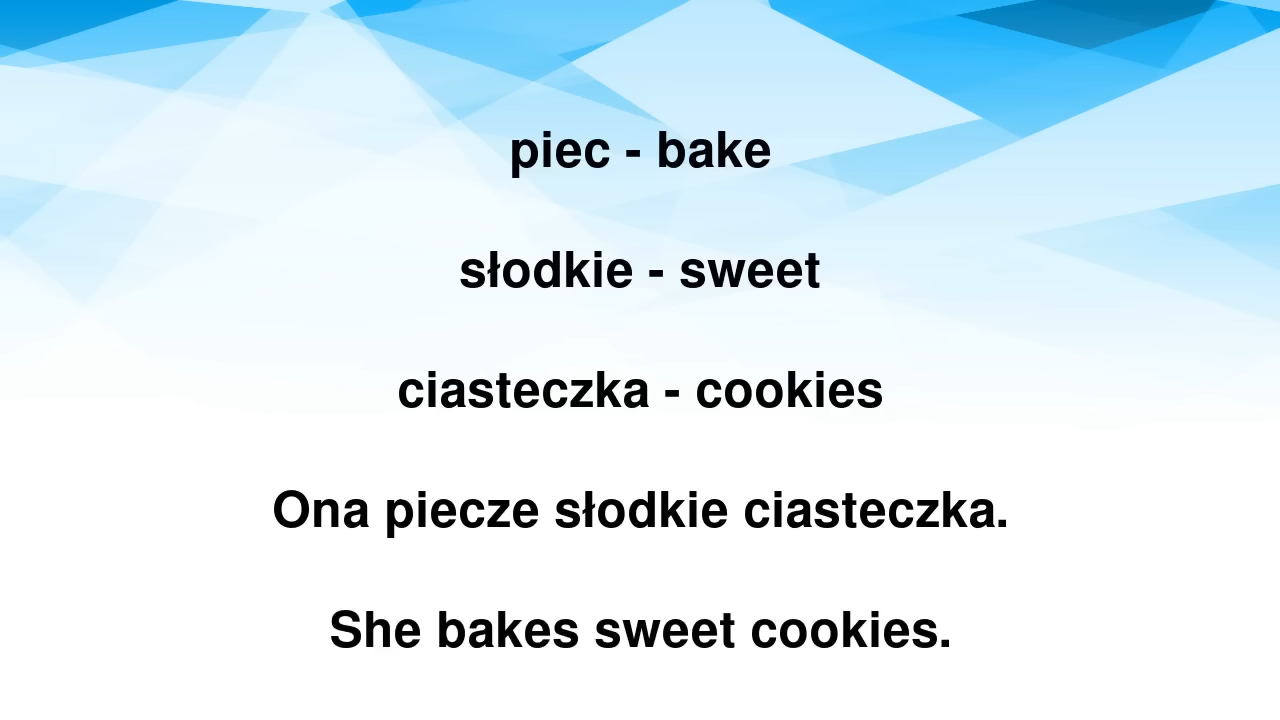 piec - bake
słodkie - sweet
ciasteczka - cookies
Ona piecze słodkie ciasteczka.
She bakes sweet cookies.